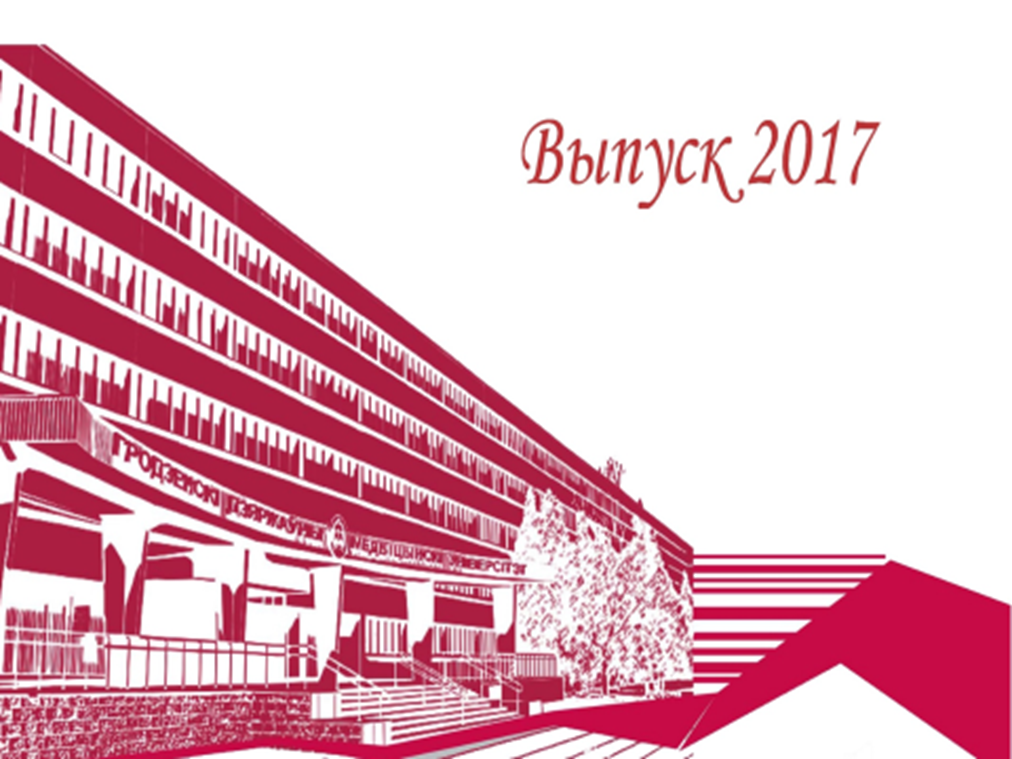 Выпуск 2017
ГРОДЗЕНСКІ ДЗЯРЖАЎНЫ МЕДЫЦЫНСКІ УНІВЕРСІТЭТ